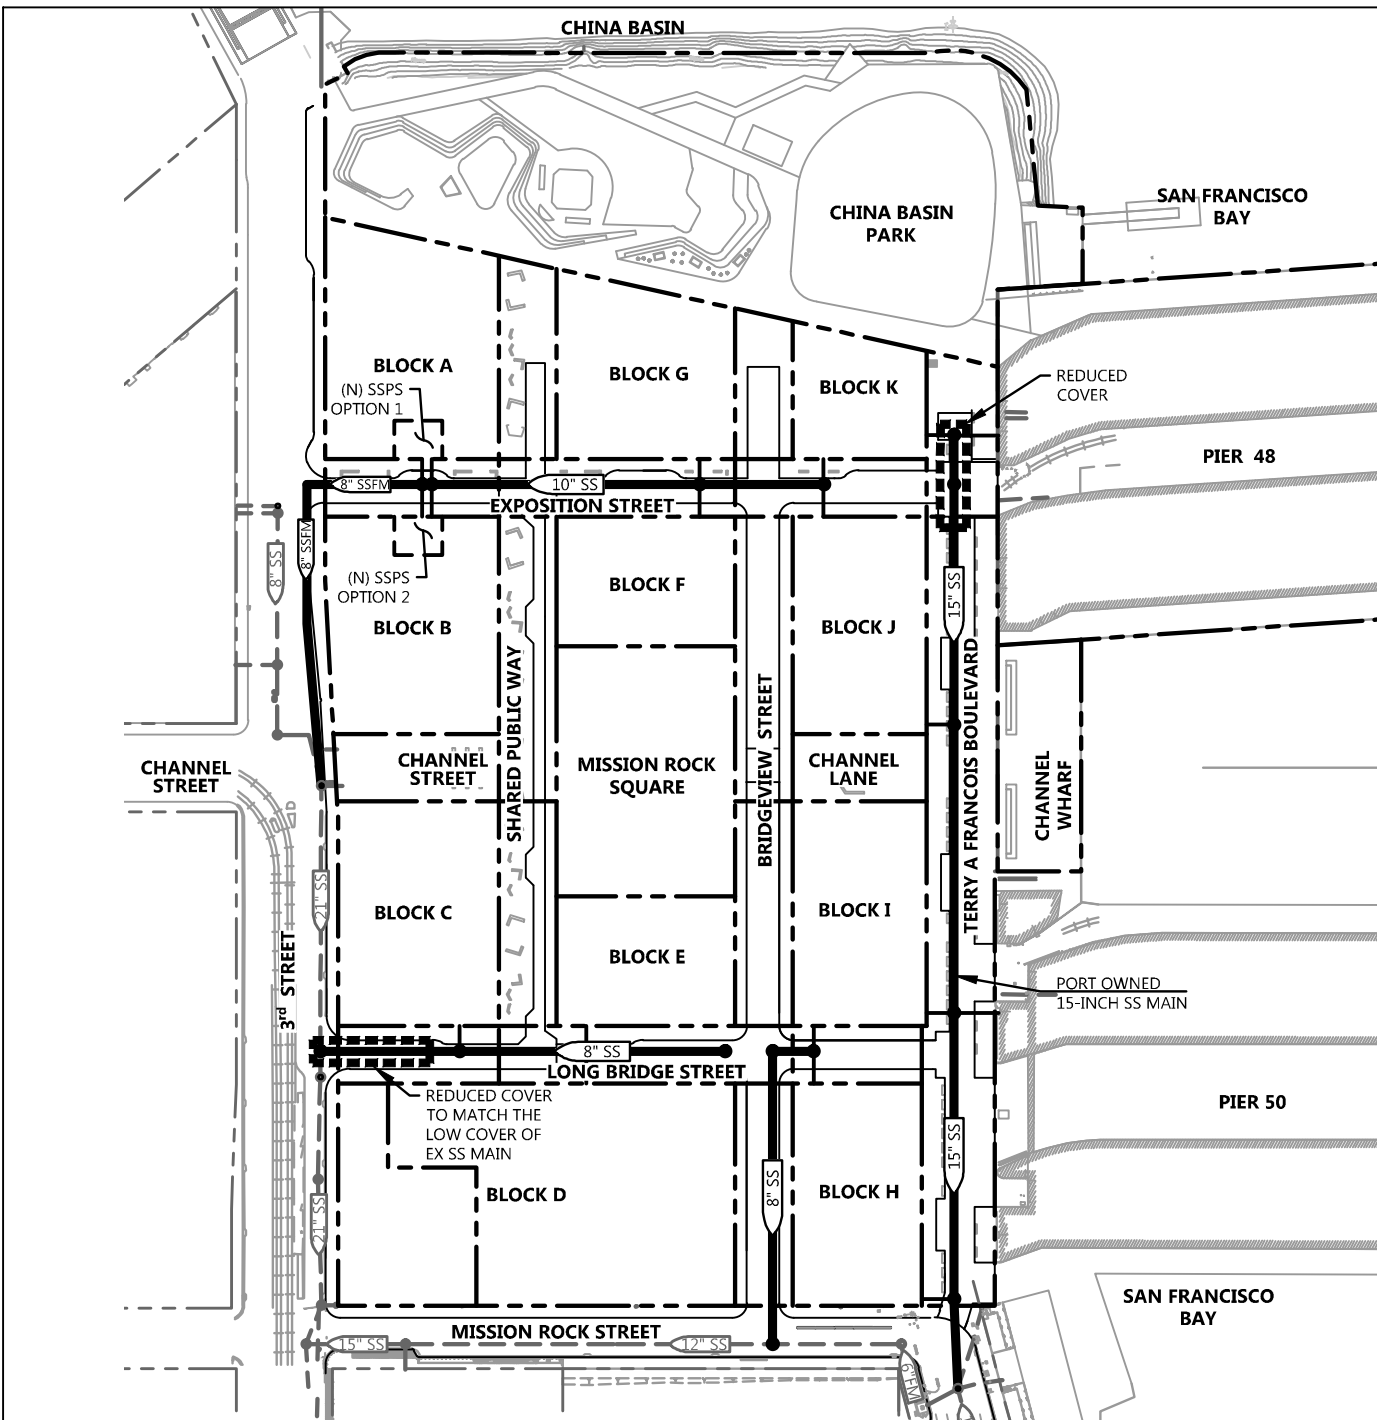 CHINA BASIN
SAN FRANCISCO
BAY
CHINA BASIN
PARK
BLOCK A
(N) SSPS
OPTION 1
BLOCK G
BLOCK K
REDUCED
COVER
PIER 48
8" SSFM
10" SS
EXPOSITION STREET
8" SSFM
8" SS
(N) SSPS
OPTION 2
BLOCK B
BLOCK F
BLOCK J
15" SS
SHARED PUBLIC WAY
BRIDGEVIEW STREET
TERRY A FRANCOIS BOULEVARD
CHANNEL
STREET
CHANNEL
STREET
MISSION ROCK
SQUARE
CHANNEL
LANE
CHANNEL
WHARF
21" SS
BLOCK C
BLOCK I
BLOCK E
3rd STREET
PORT OWNED
15-INCH SS MAIN
8" SS
LONG BRIDGE STREET
REDUCED COVER
TO MATCH THE
LOW COVER OF
EX SS MAIN
PIER 50
15" SS
8" SS
21" SS
BLOCK D
BLOCK H
SAN FRANCISCO
BAY
MISSION ROCK STREET
15" SS
12" SS
6"FM